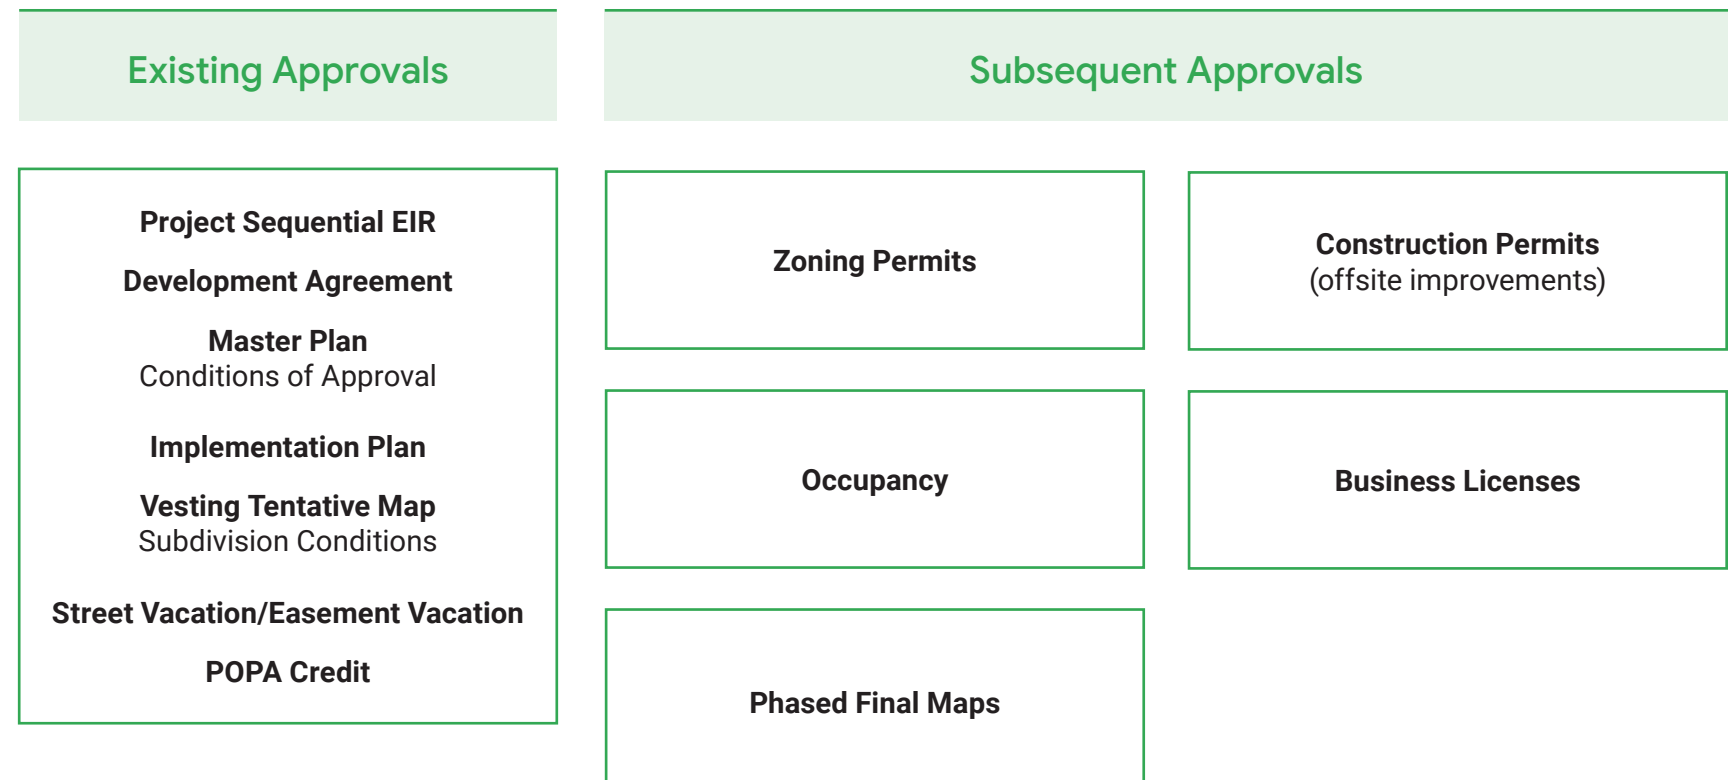 Existing Approvals
Subsequent Approvals
Project Sequential EIR
Development Agreement
Master Plan
Conditions of Approval
Implementation Plan
Vesting Tentative Map
Subdivision Conditions
Street Vacation/Easement Vacation
POPA Credit
Zoning Permits
Construction Permits
(offsite improvements)
Occupancy
Business Licenses
Phased Final Maps